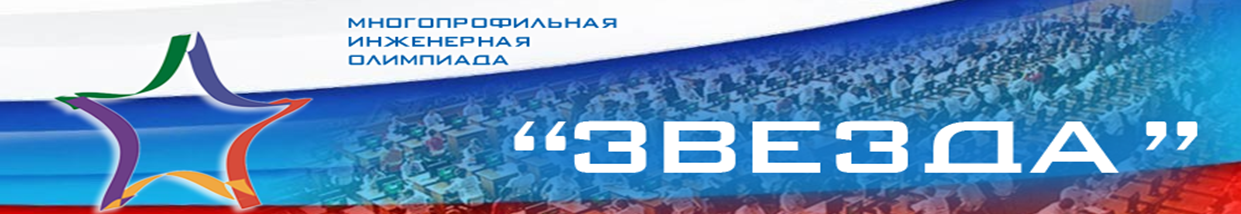 МНОГОПРОФИЛЬНАЯ
ИНЖЕНЕРНАЯ
ОЛИМПИАДА
“ЗВЕЗДА”